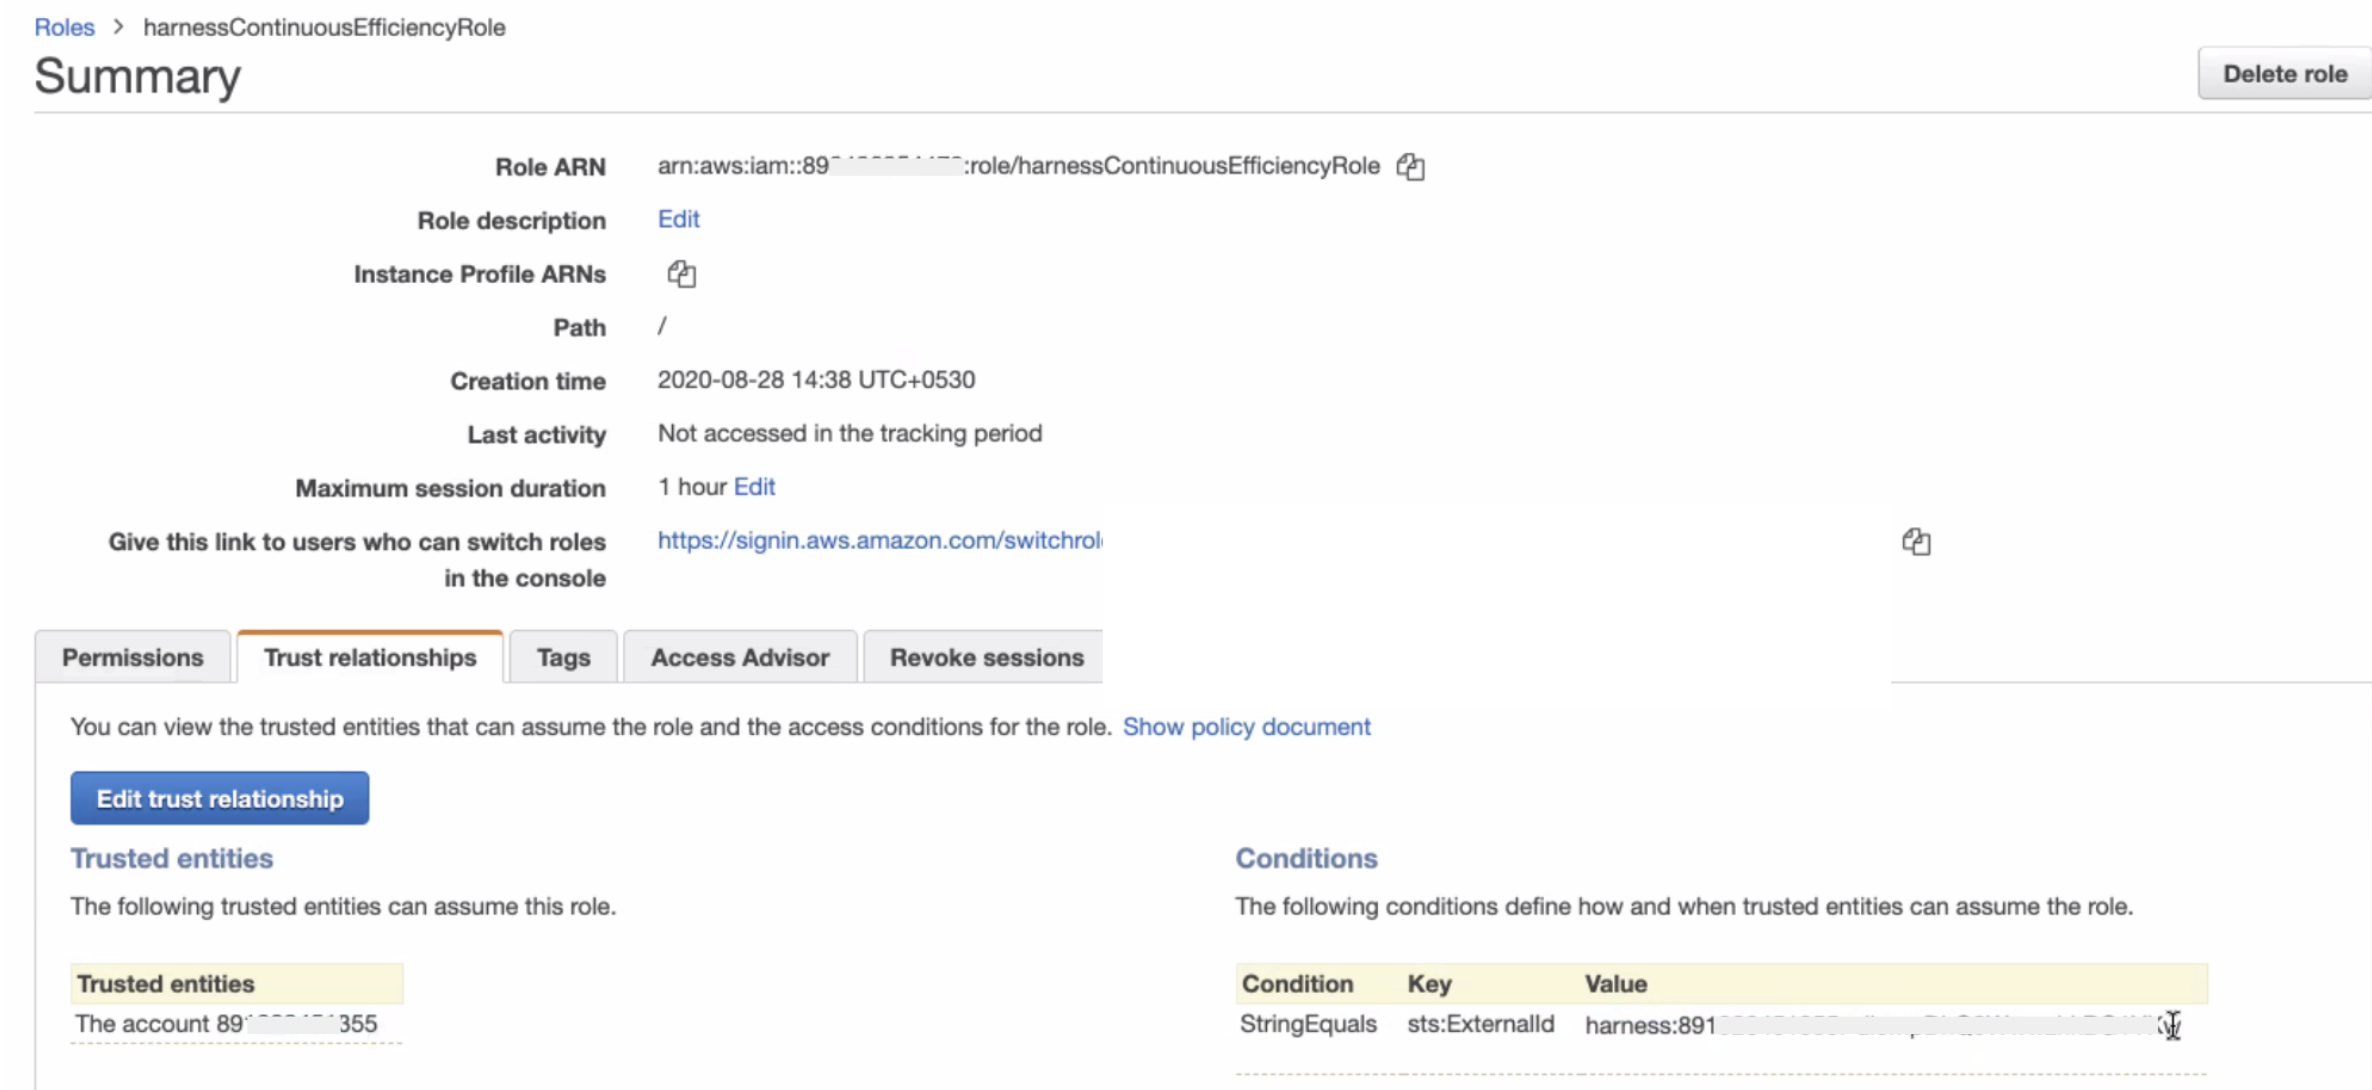 Roles > harnessContinuousEfficiencyRole
Summary
Delete role
Role ARN arn:aws:iam::89 :role/harnessContinuousEfficiencyRole
Role description Edit
Instance Profile ARNs
Path /
Creation time 2020-08-28 14:38 UTC+0530
Last activity Not accessed in the tracking period
Maximum session duration 1 hour Edit
Give this link to users who can switch roles in the console https://signin.aws.amazon.com/switchrol
Permissions Trust relationships Tags Access Advisor Revoke sessions
You can view the trusted entities that can assume the role and the access conditions for the role. Show policy document
Edit trust relationship
Trusted entities
The following trusted entities can assume this role.
Trusted entities
The account 89 355
Conditions
The following conditions define how and when trusted entities can assume the role.
Condition Key Value
StringEquals sts:ExternalId harness:891